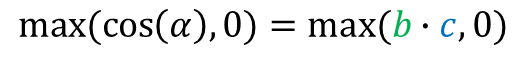 max(cos(α), 0) = max(b · c, 0)